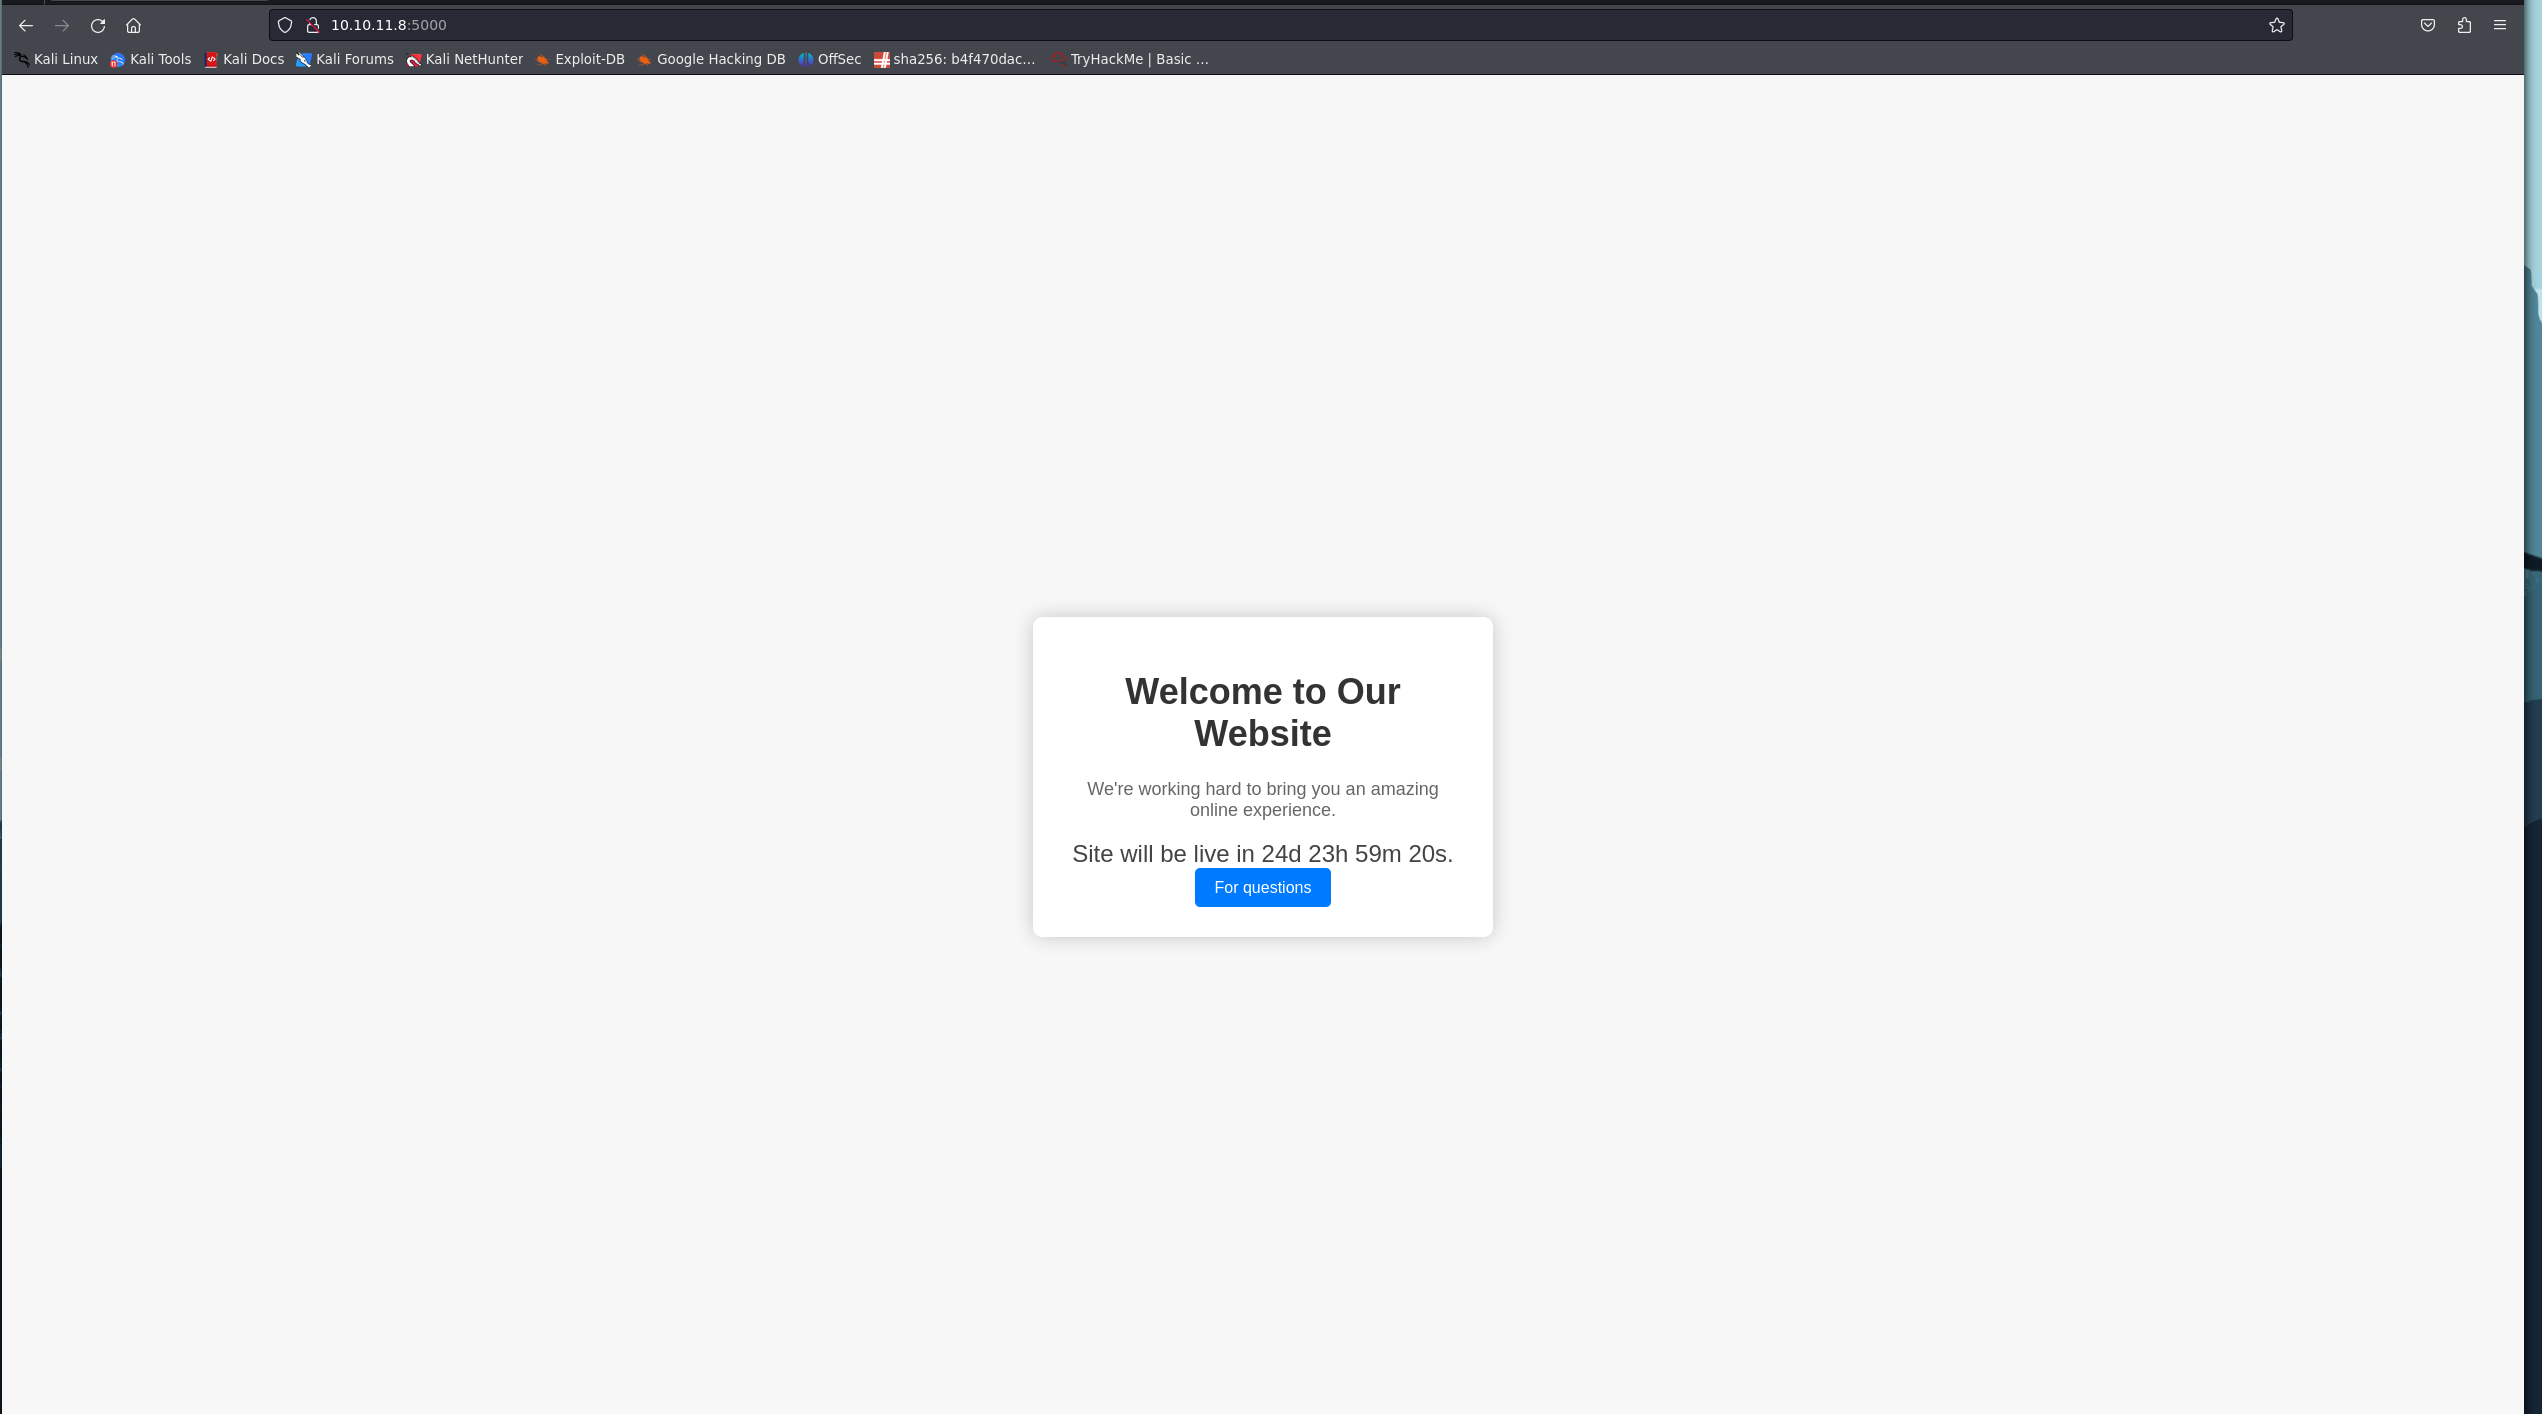 10.10.11.8:5000
Kali Linux Kali Tools Kali Docs Kali Forums Kali NetHunter Exploit-DB Google Hacking DB OffSec sha256: b4f470dac… TryHackMe | Basic …
Welcome to Our
Website
We're working hard to bring you an amazing
online experience.
Site will be live in 24d 23h 59m 20s.
For questions